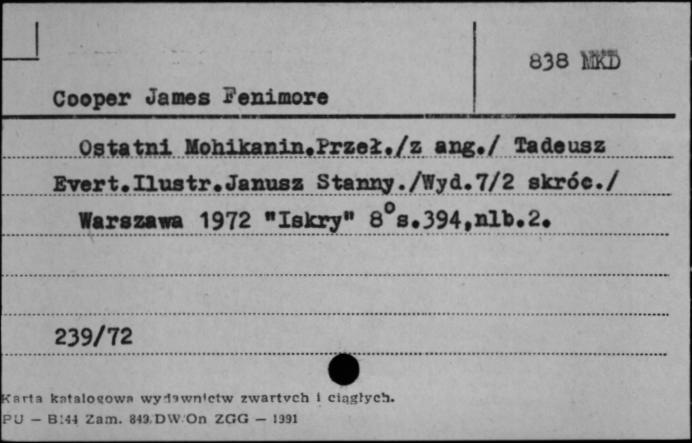 838 MKD
Cooper James Fenimore
Ostatni Mohikanin.Przeł./z ang./ Tadeusz
Evert.Ilustr.Janusz Stanny./Wyd.7/2 skróc./
Warszawa 1972 "Iskry" 8°s.394,nlb.2.
239/72
Karta katalogowa wydawnictw zwartych i ciągłych.
PU — B:44 Zam. 849.DW.On ZGG — 1991